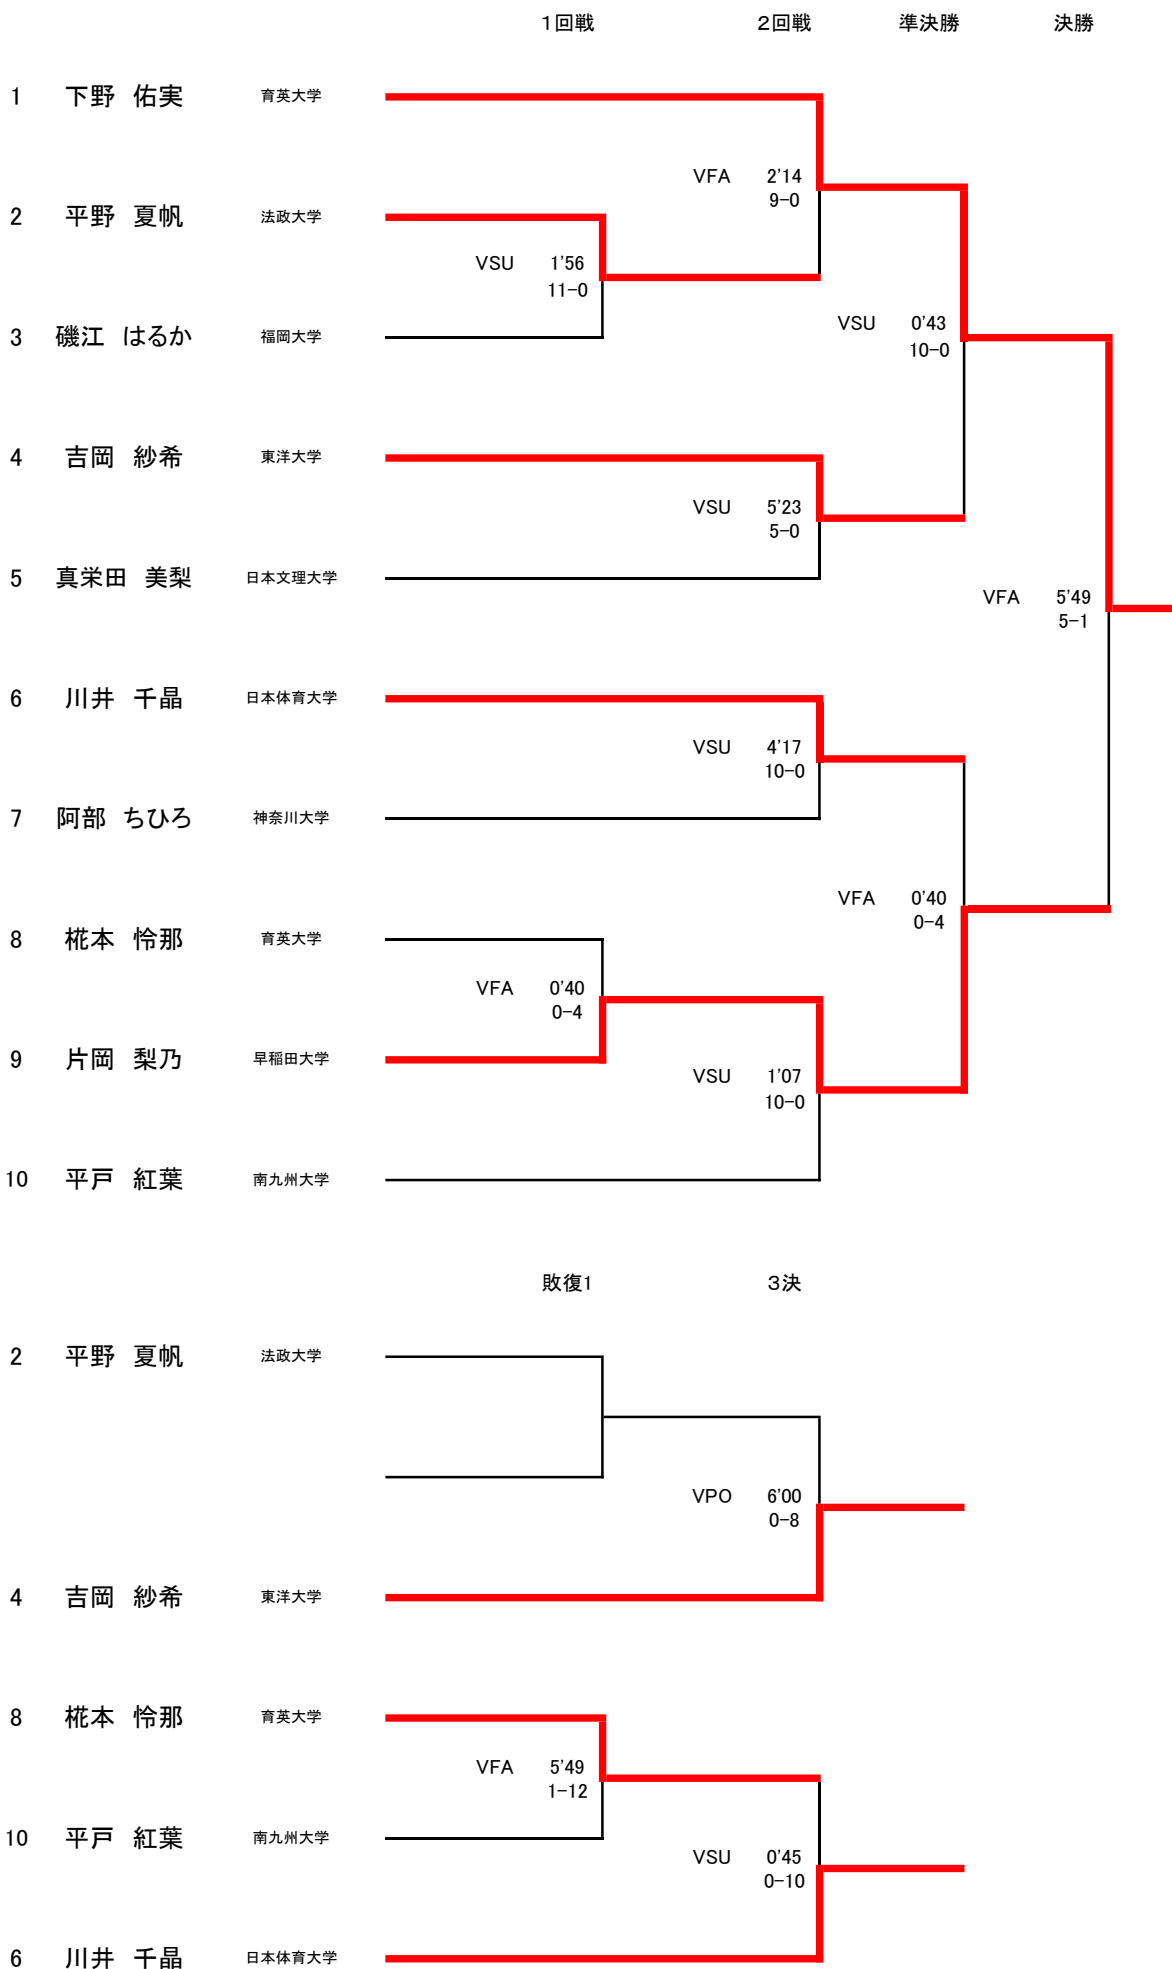 １回戦 ２回戦 準決勝 決勝
1 下野 佑実 育英大学
VFA 2'14
9-0
2 平野 夏帆 法政大学
VSU 1'56
11-0
3 磯江 はるか 福岡大学
VSU 0'43
10-0
4 吉岡 紗希 東洋大学
VSU 5'23
5-0
5 真栄田 美梨 日本文理大学
VFA 5'49
5-1
6 川井 千晶 日本体育大学
VSU 4'17
10-0
7 阿部 ちひろ 神奈川大学
VFA 0'40
0-4
8 椛本 怜那 育英大学
VFA 0'40
0-4
9 片岡 梨乃 早稲田大学
VSU 1'07
10-0
10 平戸 紅葉 南九州大学
敗復1 ３決
2 平野 夏帆 法政大学
VPO 6'00
0-8
4 吉岡 紗希 東洋大学
8 椛本 怜那 育英大学
VFA 5'49
1-12
10 平戸 紅葉 南九州大学
VSU 0'45
0-10
6 川井 千晶 日本体育大学